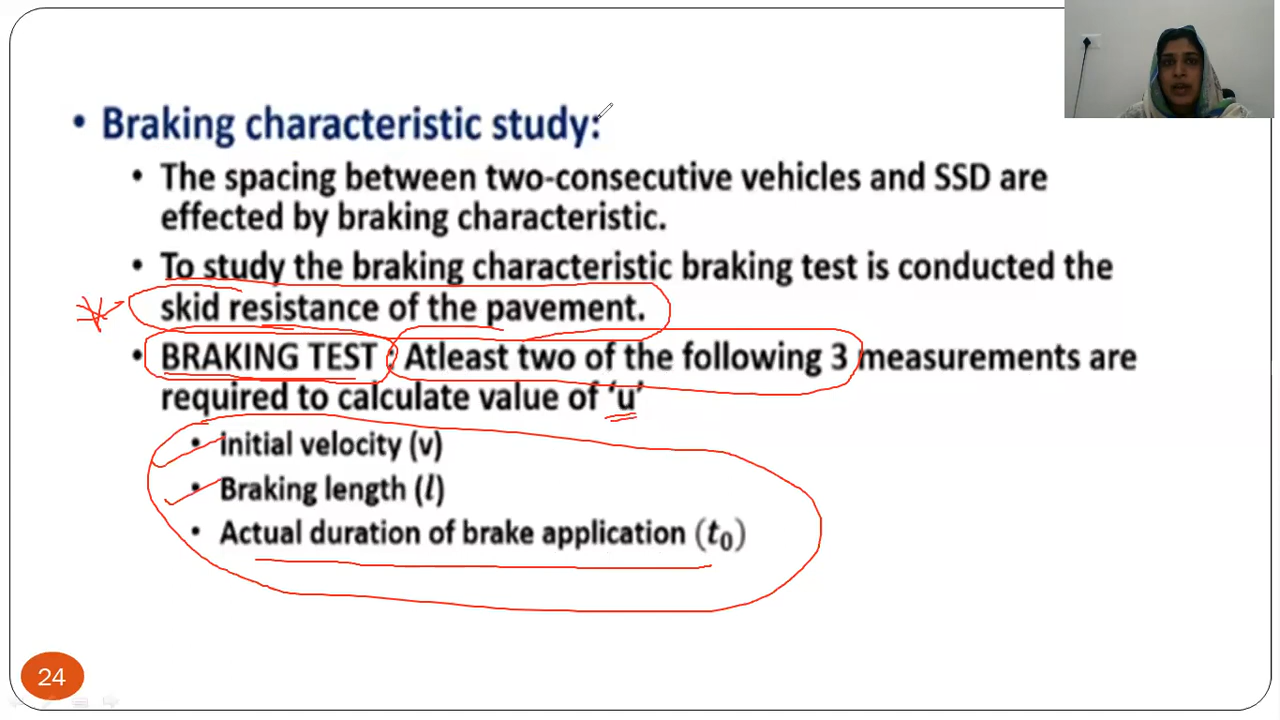 • Braking characteristic study:
• The spacing between two-consecutive vehicles and SSD are
effected by braking characteristic.
• To study the braking characteristic braking test is conducted the
skid resistance of the pavement.
• BRAKING TEST : Atleast two of the following 3 measurements are
required to calculate value of ‘u’
• initial velocity (v)
• Braking length (l)
• Actual duration of brake application (t₀)
24